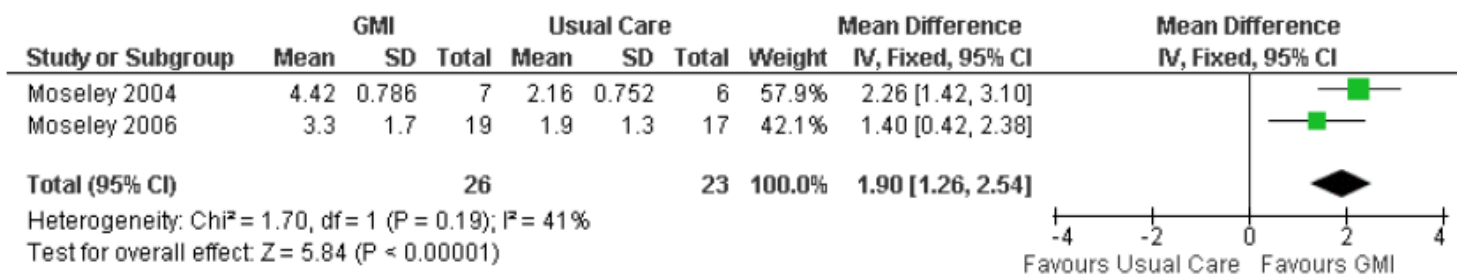 GMI Usual Care Mean Difference Mean Difference
Study or Subgroup Mean SD Total Mean SD Total Weight IV, Fixed, 95% CI IV, Fixed, 95% CI
Moseley 2004 4.42 0.786 7 2.16 0.752 6 57.9% 2.26 [1.42, 3.10]
Moseley 2006 3.3 1.7 19 1.9 1.3 17 42.1% 1.40 [0.42, 2.38]
Total (95% CI) 26 23 100.0% 1.90 [1.26, 2.54]
Heterogeneity: Chi² = 1.70, df = 1 (P = 0.19); I² = 41%
Test for overall effect: Z = 5.84 (P < 0.00001)
-4 -2 0 2 4
Favours Usual Care Favours GMI